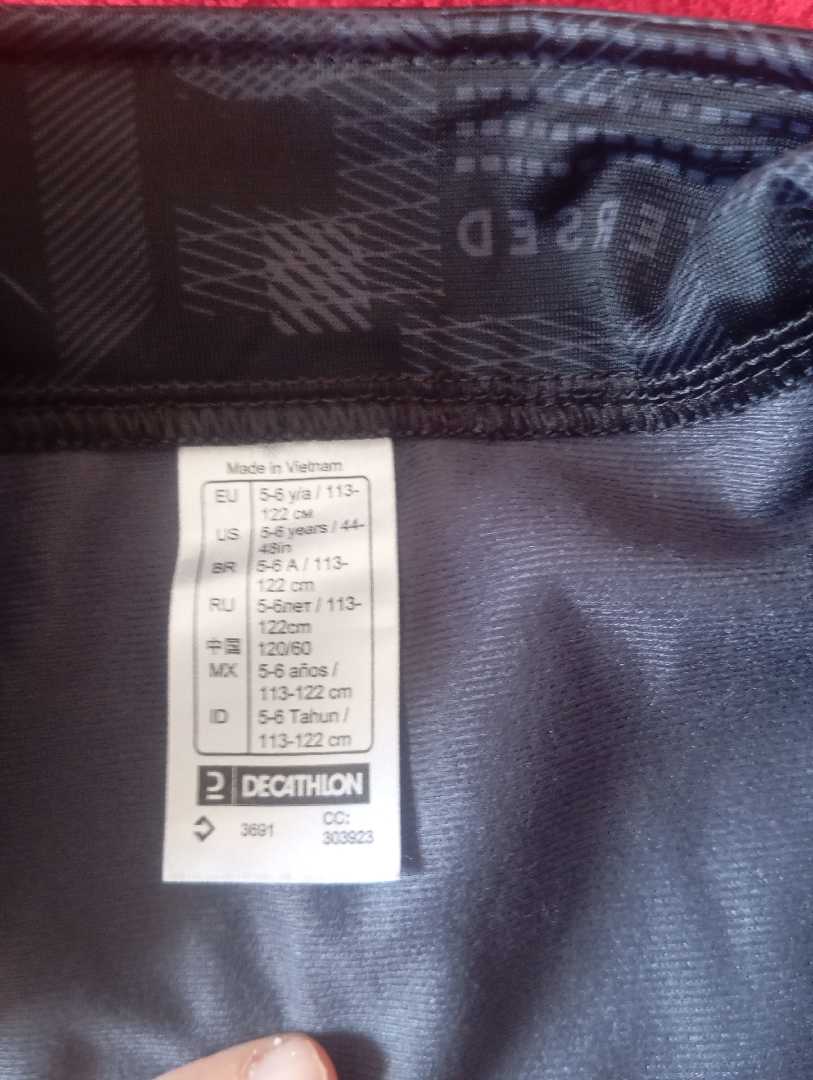 ERSED
Made in Vietnam
EU 5-6 y/a / 113-
122 см
US 5-6 years / 44-
48in
BR 5-6 A / 113-
122 cm
RU 5-6лет / 113-
122cm
中国 120/60
MX 5-6 años /
113-122 cm
ID 5-6 Tahun /
113-122 cm
DECATHLON
3691 CC:
303923